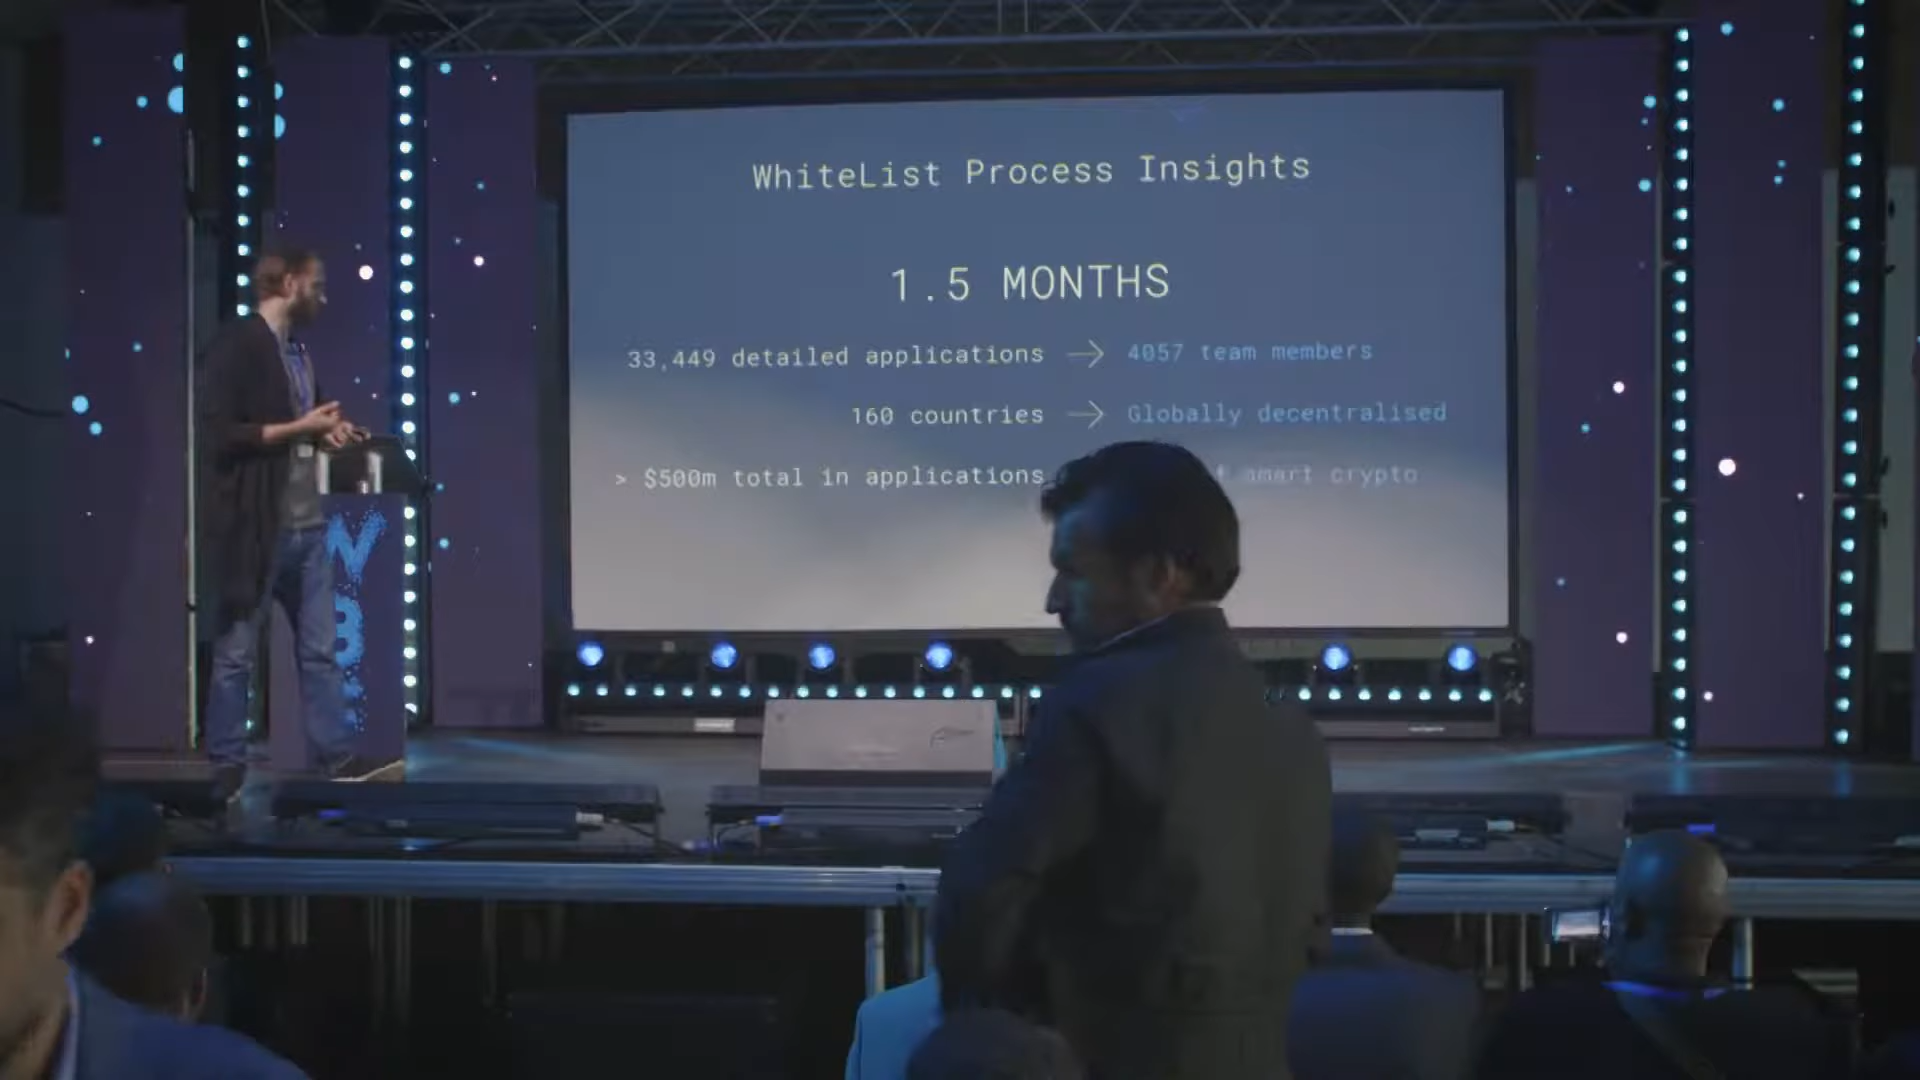 WhiteList Process Insights
1.5 MONTHS
33,449 detailed applications → 4057 team members
160 countries → Globally decentralised
> $500m total in applications smart crypto